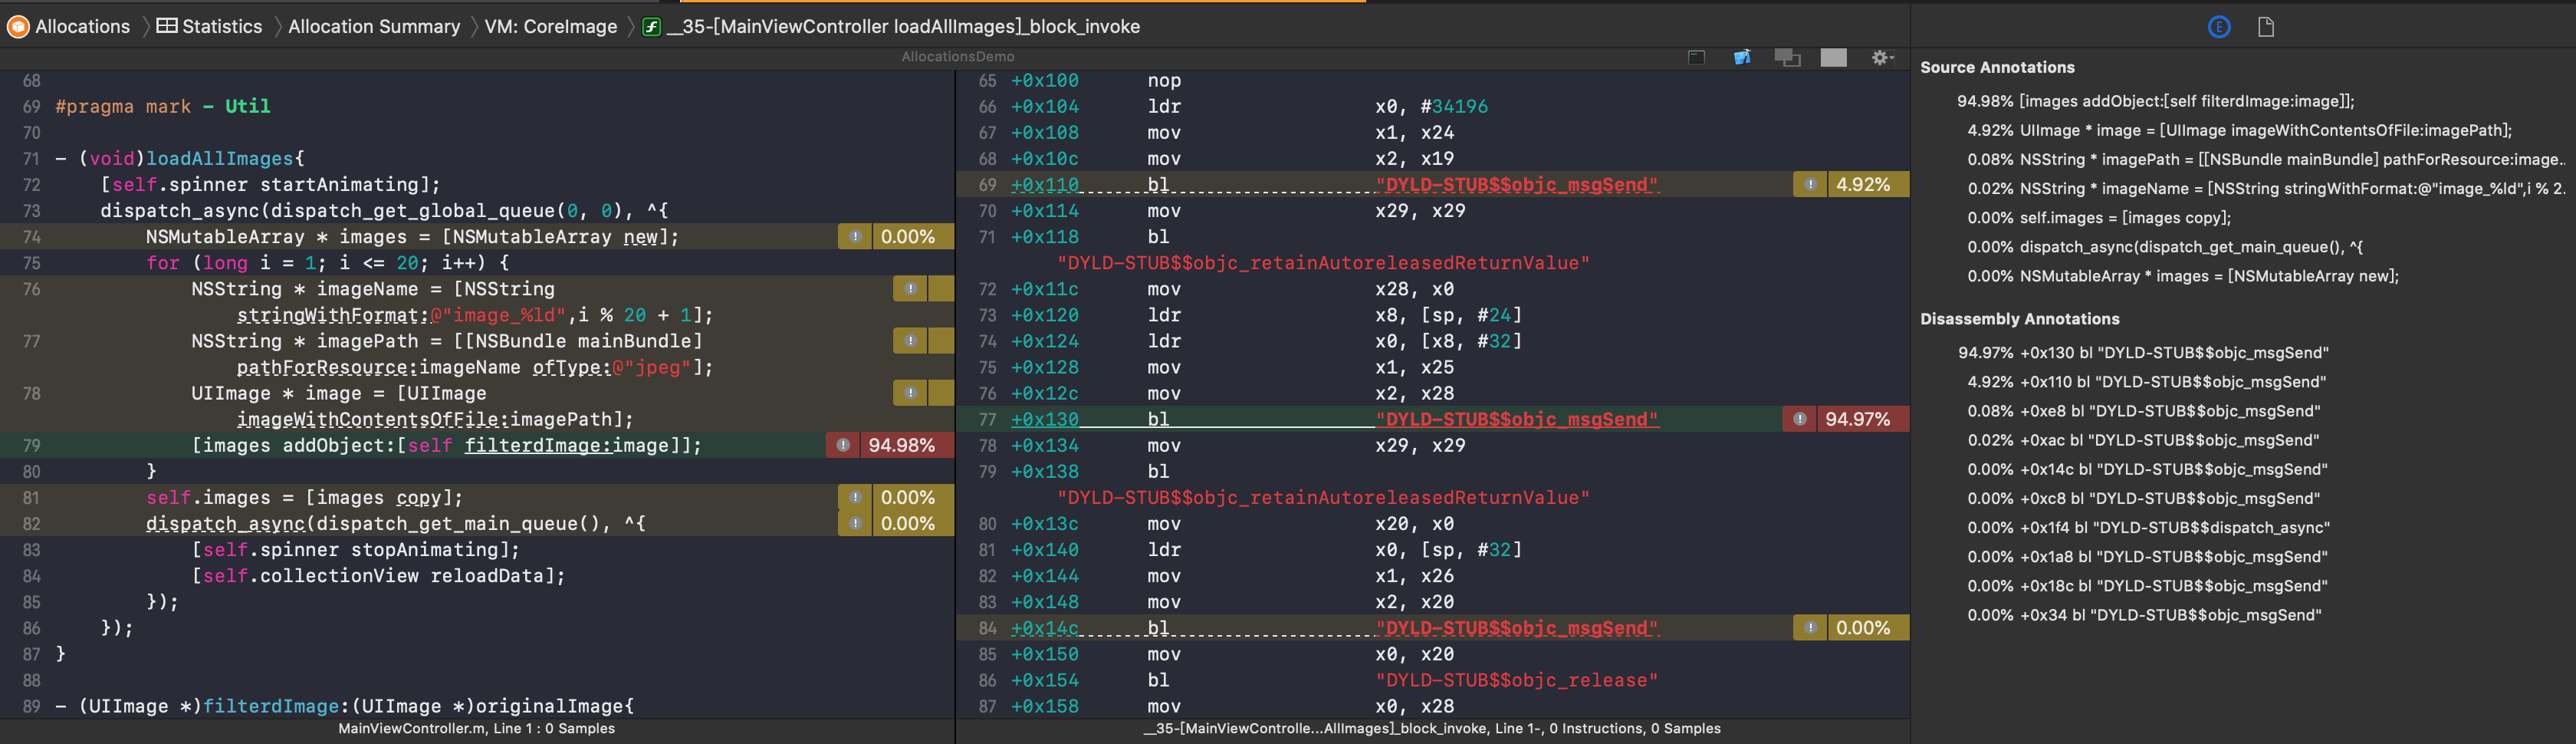 Allocations Statistics Allocation Summary VM: CoreImage __35-[MainViewController loadAllImages]_block_invoke
AllocationsDemo
68
69 #pragma mark - Util
70
71 - (void)loadAllImages{
72 [self.spinner startAnimating];
73 dispatch_async(dispatch_get_global_queue(0, 0), ^{
74 NSMutableArray * images = [NSMutableArray new]; 0.00%
75 for (long i = 1; i <= 20; i++) {
76 NSString * imageName = [NSString
stringWithFormat:@"image_%ld",i % 20 + 1];
77 NSString * imagePath = [[NSBundle mainBundle]
pathForResource:imageName ofType:@"jpeg"];
78 UIImage * image = [UIImage
imageWithContentsOfFile:imagePath];
79 [images addObject:[self filterdImage:image]]; 94.98%
80 }
81 self.images = [images copy]; 0.00%
82 dispatch_async(dispatch_get_main_queue(), ^{ 0.00%
83 [self.spinner stopAnimating];
84 [self.collectionView reloadData];
85 });
86 });
87 }
88
89 - (UIImage *)filterdImage:(UIImage *)originalImage{
MainViewController.m, Line 1 : 0 Samples
65 +0x100 nop
66 +0x104 ldr x0, #34196
67 +0x108 mov x1, x24
68 +0x10c mov x2, x19
69 +0x110 bl "DYLD-STUB$$objc_msgSend" 4.92%
70 +0x114 mov x29, x29
71 +0x118 bl
"DYLD-STUB$$objc_retainAutoreleasedReturnValue"
72 +0x11c mov x28, x0
73 +0x120 ldr x8, [sp, #24]
74 +0x124 ldr x0, [x8, #32]
75 +0x128 mov x1, x25
76 +0x12c mov x2, x28
77 +0x130 bl "DYLD-STUB$$objc_msgSend" 94.97%
78 +0x134 mov x29, x29
79 +0x138 bl
"DYLD-STUB$$objc_retainAutoreleasedReturnValue"
80 +0x13c mov x20, x0
81 +0x140 ldr x0, [sp, #32]
82 +0x144 mov x1, x26
83 +0x148 mov x2, x20
84 +0x14c bl "DYLD-STUB$$objc_msgSend" 0.00%
85 +0x150 mov x0, x20
86 +0x154 bl "DYLD-STUB$$objc_release"
87 +0x158 mov x0, x28
__35-[MainViewControlle...AllImages]_block_invoke, Line 1-, 0 Instructions, 0 Samples
E
Source Annotations
94.98% [images addObject:[self filterdImage:image]];
4.92% UIImage * image = [UIImage imageWithContentsOfFile:imagePath];
0.08% NSString * imagePath = [[NSBundle mainBundle] pathForResource:image...
0.02% NSString * imageName = [NSString stringWithFormat:@"image_%ld",i % 2...
0.00% self.images = [images copy];
0.00% dispatch_async(dispatch_get_main_queue(), ^{
0.00% NSMutableArray * images = [NSMutableArray new];
Disassembly Annotations
94.97% +0x130 bl "DYLD-STUB$$objc_msgSend"
4.92% +0x110 bl "DYLD-STUB$$objc_msgSend"
0.08% +0xe8 bl "DYLD-STUB$$objc_msgSend"
0.02% +0xac bl "DYLD-STUB$$objc_msgSend"
0.00% +0x14c bl "DYLD-STUB$$objc_msgSend"
0.00% +0xc8 bl "DYLD-STUB$$objc_msgSend"
0.00% +0x1f4 bl "DYLD-STUB$$dispatch_async"
0.00% +0x1a8 bl "DYLD-STUB$$objc_msgSend"
0.00% +0x18c bl "DYLD-STUB$$objc_msgSend"
0.00% +0x34 bl "DYLD-STUB$$objc_msgSend"